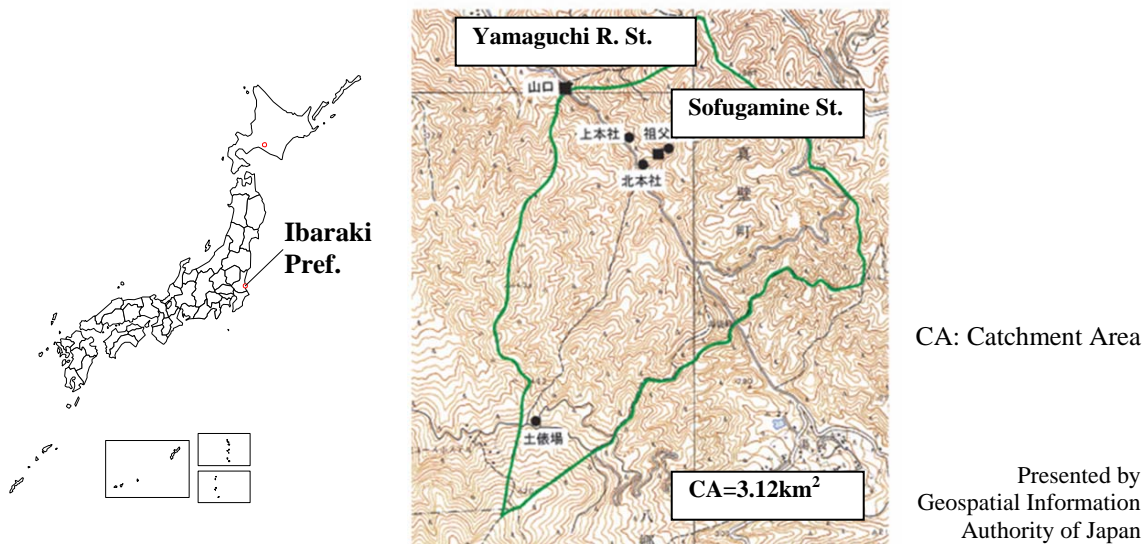 Yamaguchi R. St.
山口
Sofugamine St.
上本社
祖父
北本社
真
壁
町
Ibaraki
Pref.
CA: Catchment Area
土俵場
CA=3.12km²
Presented by
Geospatial Information
Authority of Japan